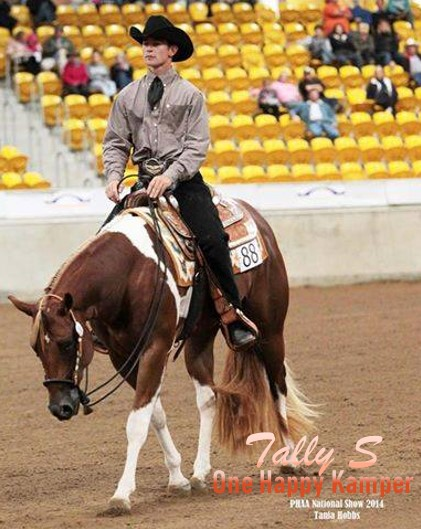 88
Tally S
One Happy Kamper
PHAA National Show 2014
Tania Hobbs